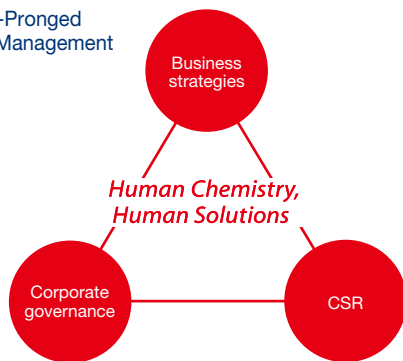 -Pronged
Management
Business
strategies
Human Chemistry,
Human Solutions
Corporate
governance
CSR